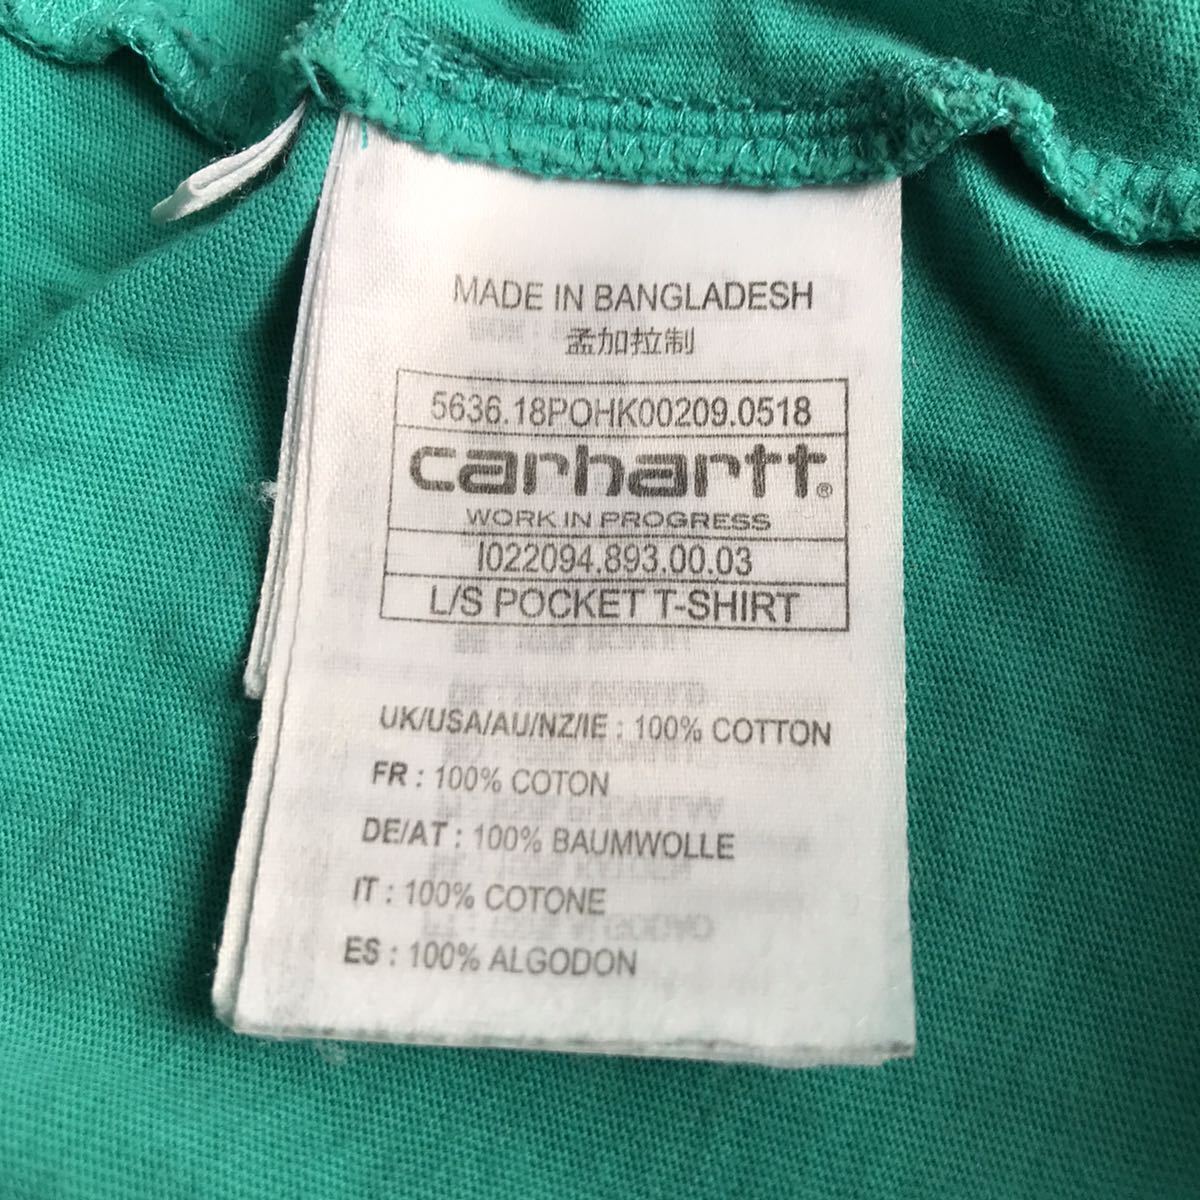 MADE IN BANGLADESH
孟加拉制
5636.18POHK00209.0518
carhartt®
WORK IN PROGRESS
I022094.893.00.03
L/S POCKET T-SHIRT
UK/USA/AU/NZ/IE : 100% COTTON
FR : 100% COTON
DE/AT : 100% BAUMWOLLE
IT : 100% COTONE
ES : 100% ALGODON